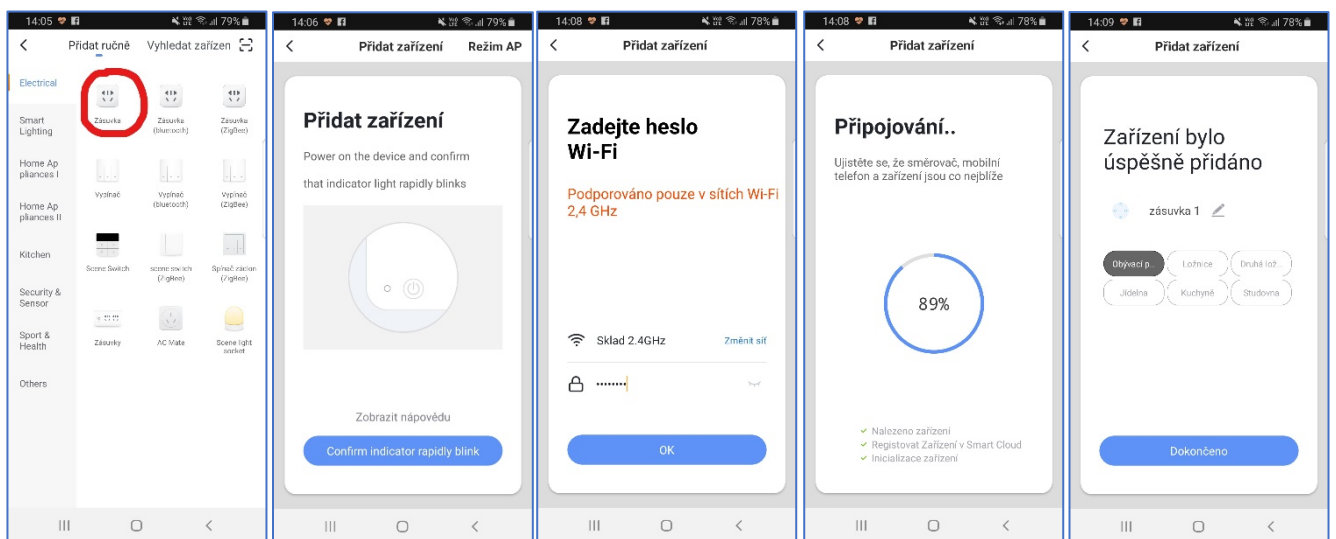 14:05
79%
Přidat ručně Vyhledat zařízen
Electrical
Smart
Lighting
Home Ap
pliances I
Home Ap
pliances II
Kitchen
Security &
Sensor
Sport &
Health
Others
Zásuvka
Zásuvka
(bluetooth)
Zásuvka
(ZigBee)
Vypínač
Vypínač
(bluetooth)
Vypínač
(ZigBee)
Scene Switch
scene switch
(ZigBee)
Spínač záclon
(ZigBee)
Zásuvky
AC Mate
Scene light
socket
14:06
79%
Přidat zařízení Režim AP
Přidat zařízení
Power on the device and confirm
that indicator light rapidly blinks
Zobrazit nápovědu
Confirm indicator rapidly blink
14:08
78%
Přidat zařízení
Zadejte heslo
Wi-Fi
Podporováno pouze v sítích Wi-Fi
2,4 GHz
Sklad 2.4GHz Změnit síť
••••••••
OK
14:08
78%
Přidat zařízení
Připojování..
Ujistěte se, že směrovač, mobilní
telefon a zařízení jsou co nejblíže
89%
Nalezeno zařízení
Registovat Zařízení v Smart Cloud
Inicializace zařízení
14:09
78%
Přidat zařízení
Zařízení bylo
úspěšně přidáno
zásuvka 1
Obývací p... Ložnice Druhá lož...
Jídelna Kuchyně Studovna
Dokončeno